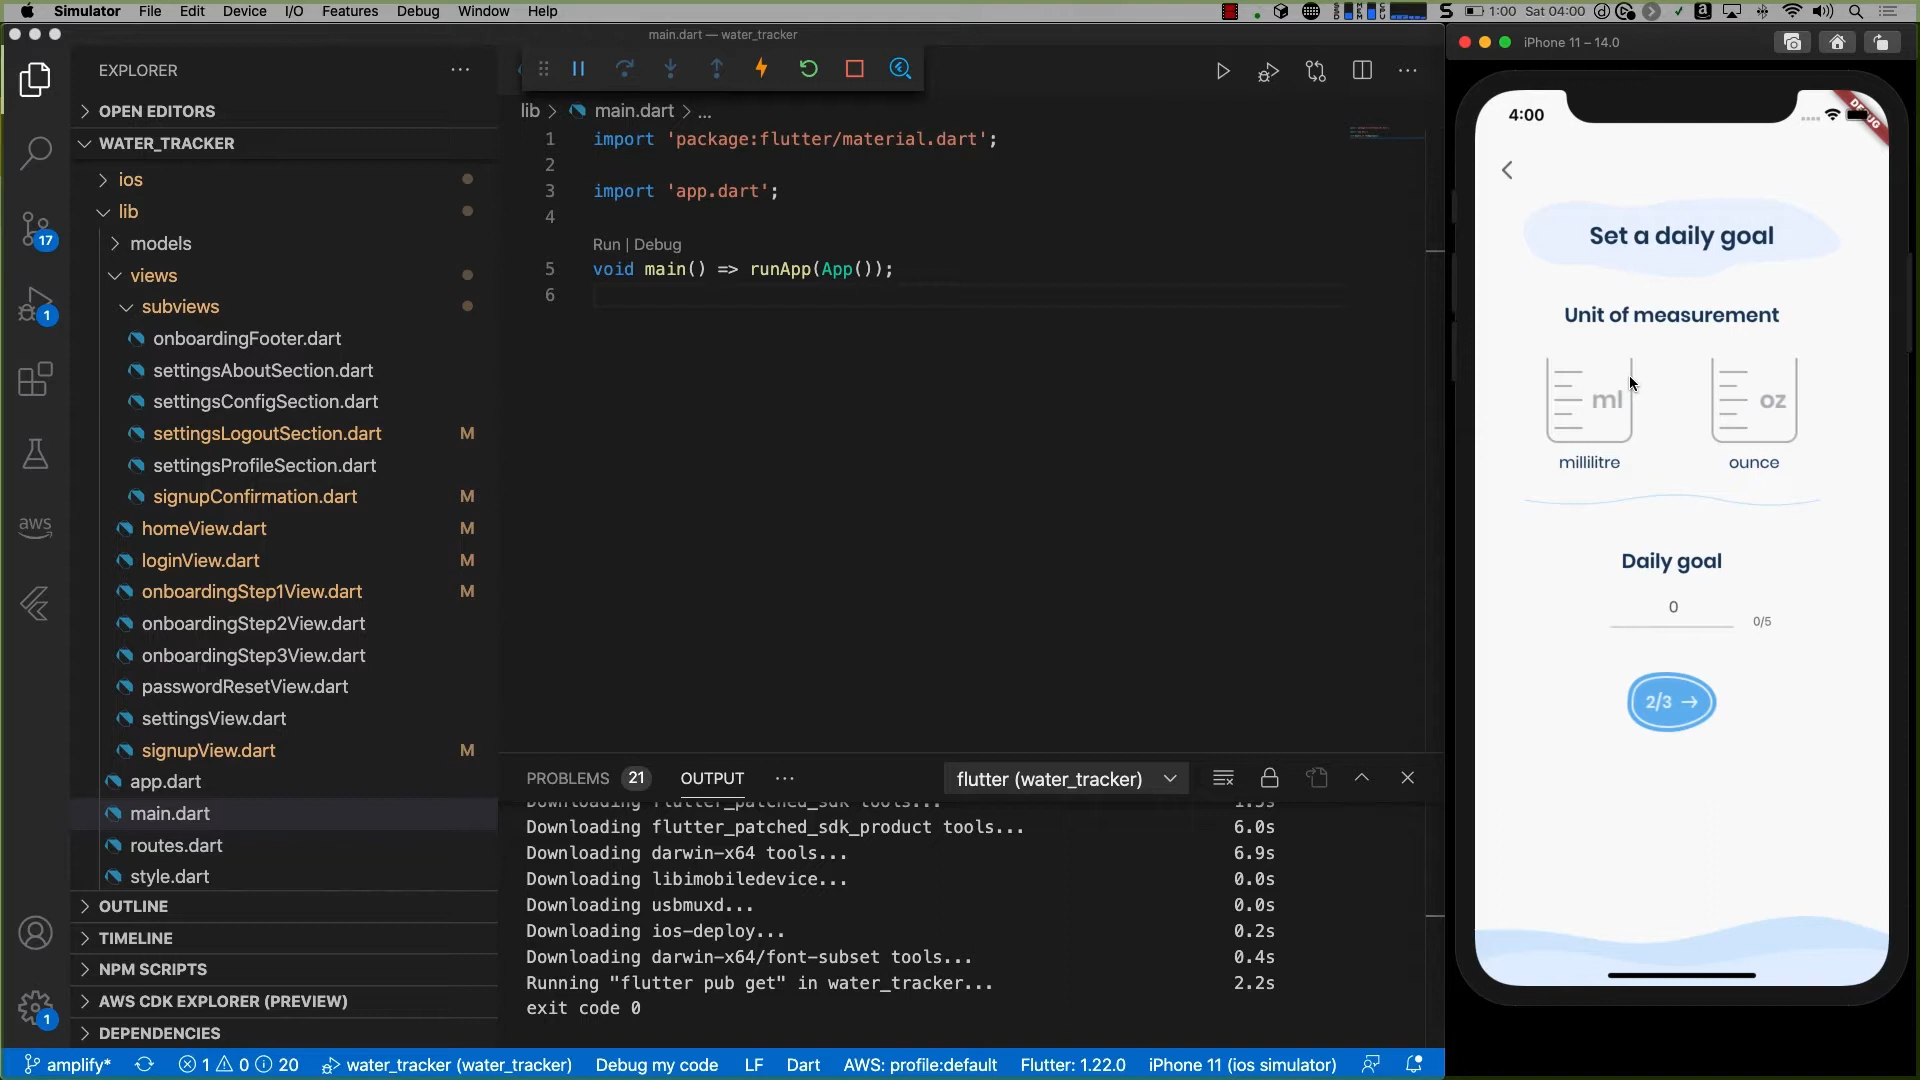 Simulator File Edit Device I/O Features Debug Window Help
1:00 Sat 04:00
main.dart — water_tracker
iPhone 11 – 14.0
EXPLORER
OPEN EDITORS
WATER_TRACKER
ios
lib
models
views
subviews
onboardingFooter.dart
settingsAboutSection.dart
settingsConfigSection.dart
settingsLogoutSection.dart M
settingsProfileSection.dart
signupConfirmation.dart M
homeView.dart M
loginView.dart M
onboardingStep1View.dart M
onboardingStep2View.dart
onboardingStep3View.dart
passwordResetView.dart
settingsView.dart
signupView.dart M
app.dart
main.dart
routes.dart
style.dart
OUTLINE
TIMELINE
NPM SCRIPTS
AWS CDK EXPLORER (PREVIEW)
DEPENDENCIES
17
1
aws
1
lib > main.dart > ...
1 import 'package:flutter/material.dart';
2
3 import 'app.dart';
4
Run | Debug
5 void main() => runApp(App());
6
PROBLEMS 21 OUTPUT ...
flutter (water_tracker)
Downloading flutter_patched_sdk tools... 1.5s
Downloading flutter_patched_sdk_product tools... 6.0s
Downloading darwin-x64 tools... 6.9s
Downloading libimobiledevice... 0.0s
Downloading usbmuxd... 0.0s
Downloading ios-deploy... 0.2s
Downloading darwin-x64/font-subset tools... 0.4s
Running "flutter pub get" in water_tracker... 2.2s
exit code 0
amplify* 1 0 20 water_tracker (water_tracker) Debug my code LF Dart AWS: profile:default Flutter: 1.22.0 iPhone 11 (ios simulator)
4:00
DEBUG
Set a daily goal
Unit of measurement
ml
oz
millilitre
ounce
Daily goal
0
0/5
2/3 →